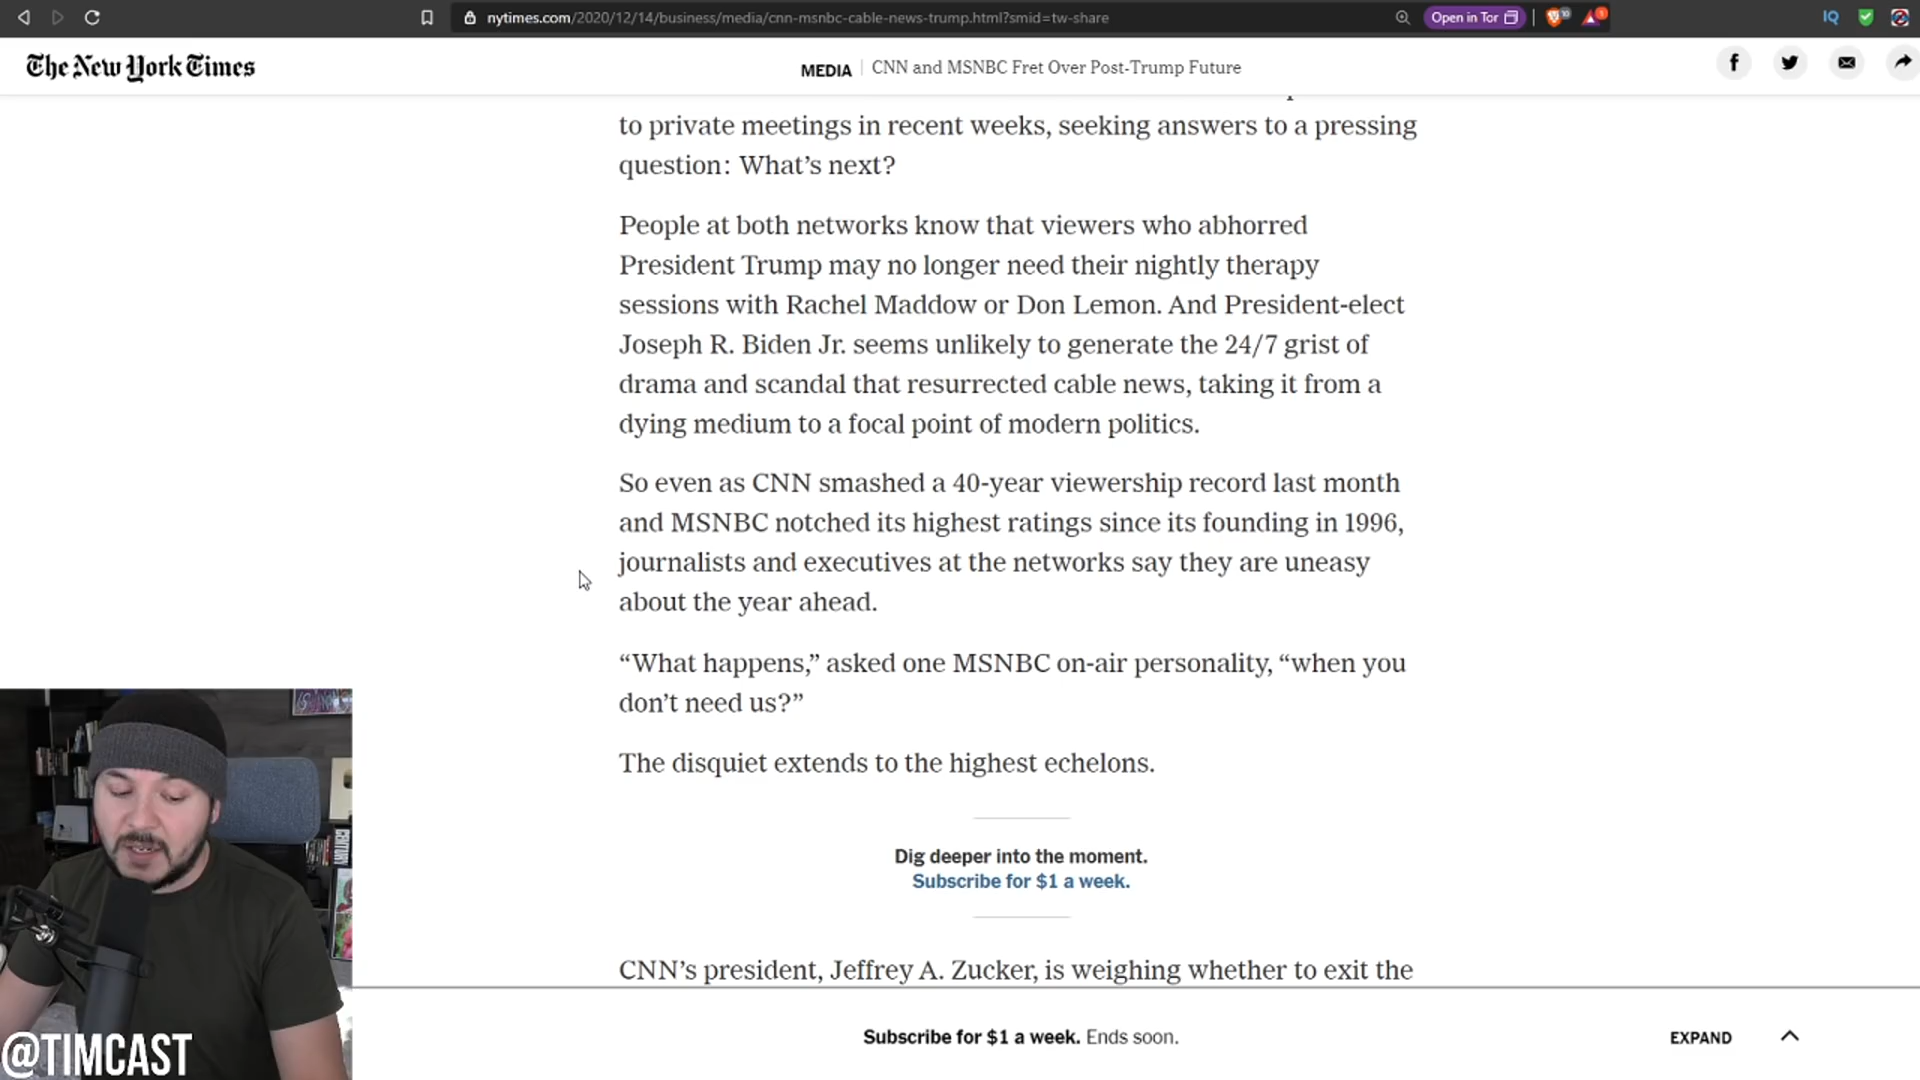 nytimes.com/2020/12/14/business/media/cnn-msnbc-cable-news-trump.html?smid=tw-share
Open in Tor
IQ
The New York Times
MEDIA | CNN and MSNBC Fret Over Post-Trump Future
to private meetings in recent weeks, seeking answers to a pressing
question: What’s next?
People at both networks know that viewers who abhorred
President Trump may no longer need their nightly therapy
sessions with Rachel Maddow or Don Lemon. And President-elect
Joseph R. Biden Jr. seems unlikely to generate the 24/7 grist of
drama and scandal that resurrected cable news, taking it from a
dying medium to a focal point of modern politics.
So even as CNN smashed a 40-year viewership record last month
and MSNBC notched its highest ratings since its founding in 1996,
journalists and executives at the networks say they are uneasy
about the year ahead.
“What happens,” asked one MSNBC on-air personality, “when you
don’t need us?”
The disquiet extends to the highest echelons.
Dig deeper into the moment.
Subscribe for $1 a week.
CNN’s president, Jeffrey A. Zucker, is weighing whether to exit the
Subscribe for $1 a week. Ends soon.
EXPAND
@TIMCAST